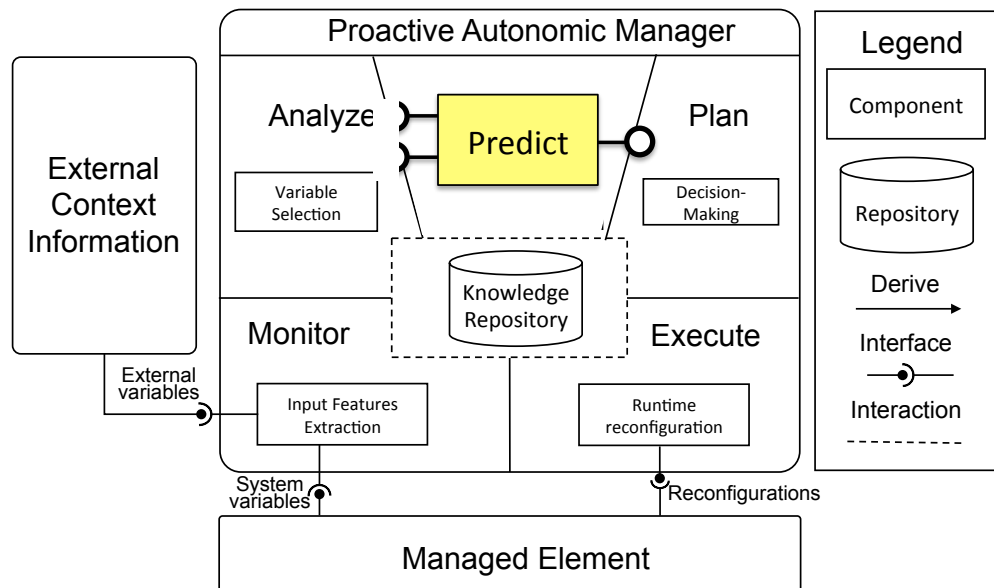 Proactive Autonomic Manager
Legend
Component
Repository
Derive
Interface
Interaction
External
Context
Information
Analyze
Predict
Plan
Variable
Selection
Decision-
Making
Knowledge
Repository
Monitor
Execute
External
variables
Input Features
Extraction
Runtime
reconfiguration
System
variables
Reconfigurations
Managed Element